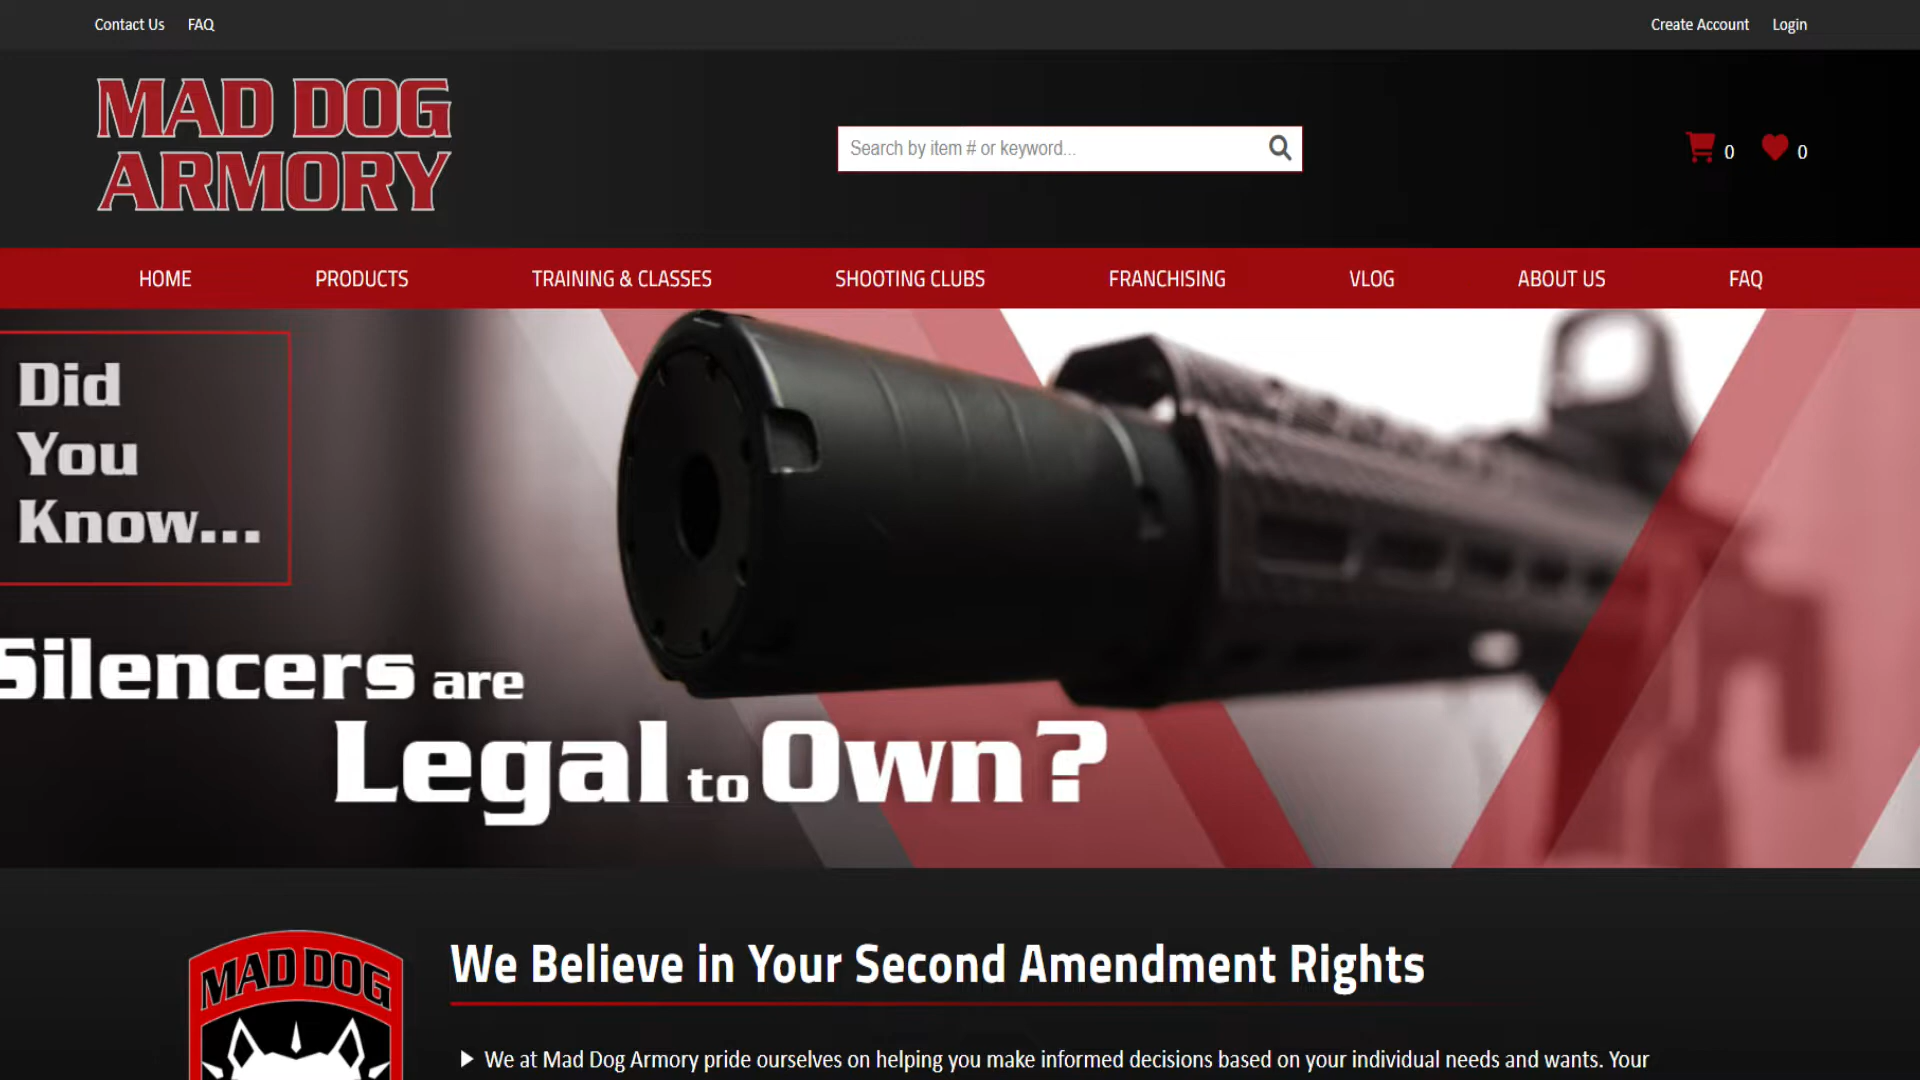 Contact Us FAQ Create Account Login
MAD DOG
ARMORY
Search by item # or keyword...
0 0
HOME PRODUCTS TRAINING & CLASSES SHOOTING CLUBS FRANCHISING VLOG ABOUT US FAQ
Did
You
Know...
Silencers are
Legal to Own?
MAD DOG
We Believe in Your Second Amendment Rights
We at Mad Dog Armory pride ourselves on helping you make informed decisions based on your individual needs and wants. Your